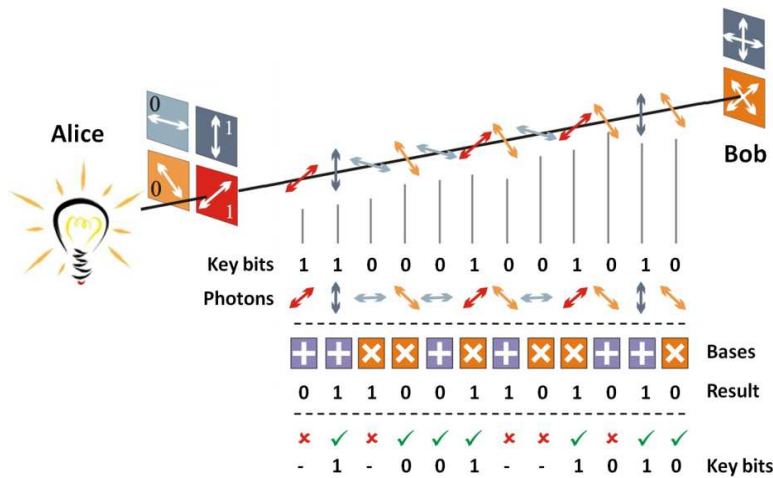 0
1
Alice
0
1
Bob
Key bits 1 1 0 0 0 1 0 0 1 0 1 0
Photons
Bases
0 1 1 0 0 1 1 0 1 0 1 0 Result
- 1 - 0 0 1 - - 1 0 1 0 Key bits